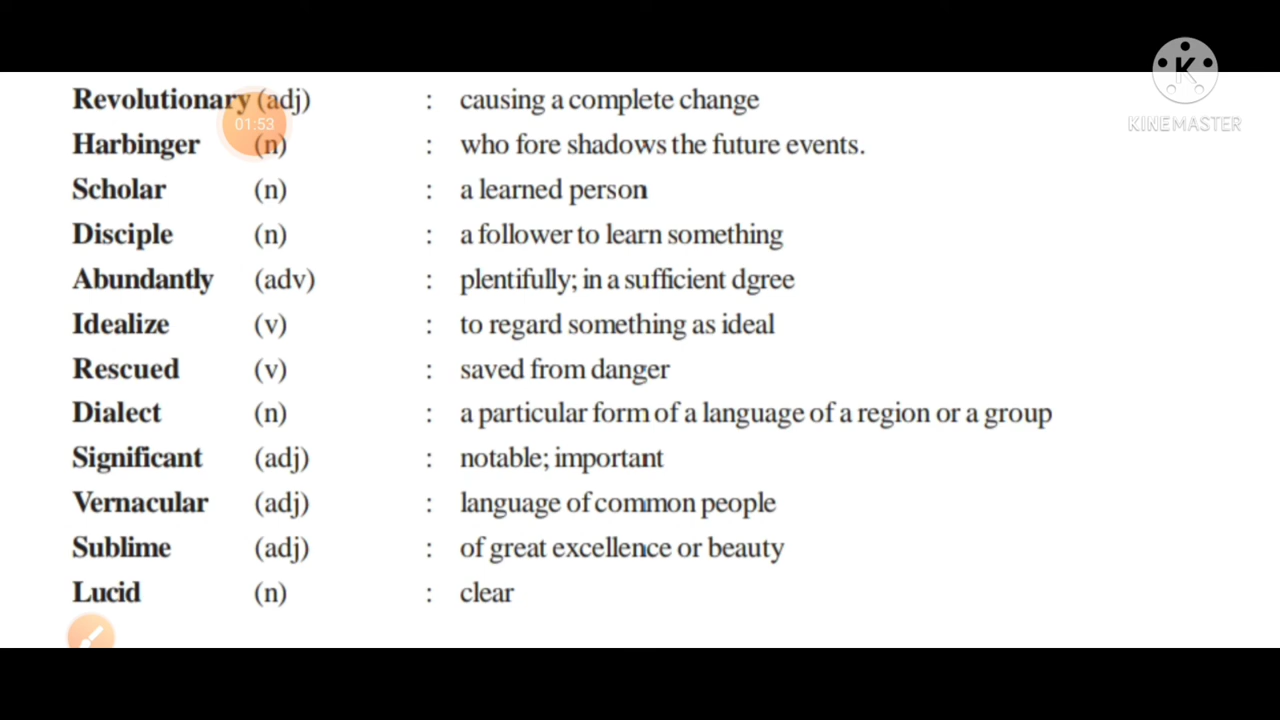 Revolutionary (adj) : causing a complete change
Harbinger (n) : who fore shadows the future events.
Scholar (n) : a learned person
Disciple (n) : a follower to learn something
Abundantly (adv) : plentifully; in a sufficient dgree
Idealize (v) : to regard something as ideal
Rescued (v) : saved from danger
Dialect (n) : a particular form of a language of a region or a group
Significant (adj) : notable; important
Vernacular (adj) : language of common people
Sublime (adj) : of great excellence or beauty
Lucid (n) : clear
01:53
K
KINEMASTER